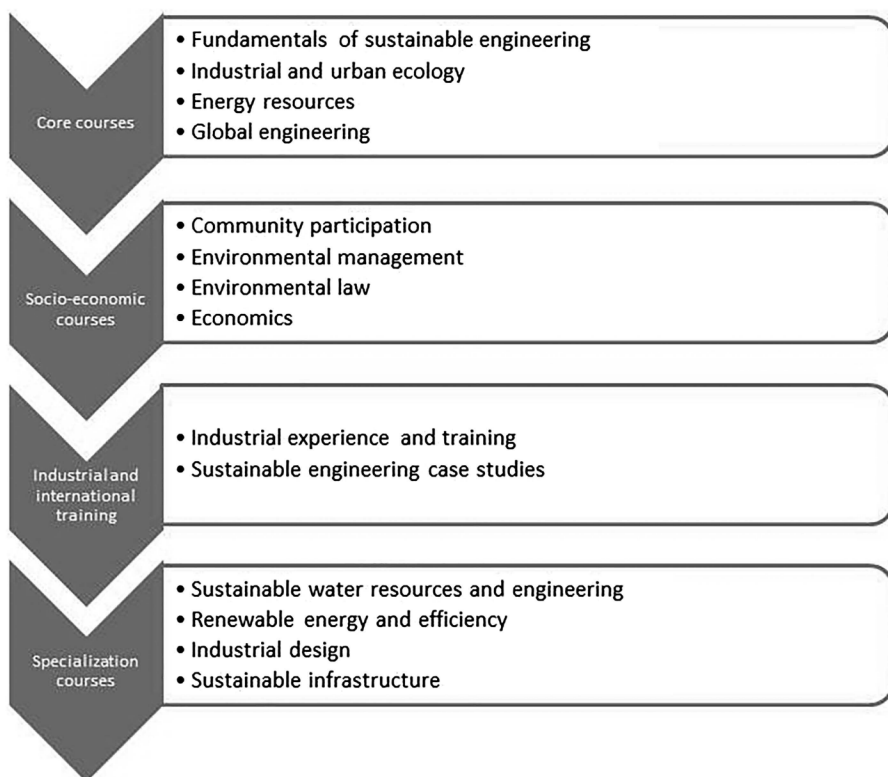 Core courses
• Fundamentals of sustainable engineering
• Industrial and urban ecology
• Energy resources
• Global engineering
Socio-economic
courses
• Community participation
• Environmental management
• Environmental law
• Economics
Industrial and
international
training
• Industrial experience and training
• Sustainable engineering case studies
Specialization
courses
• Sustainable water resources and engineering
• Renewable energy and efficiency
• Industrial design
• Sustainable infrastructure